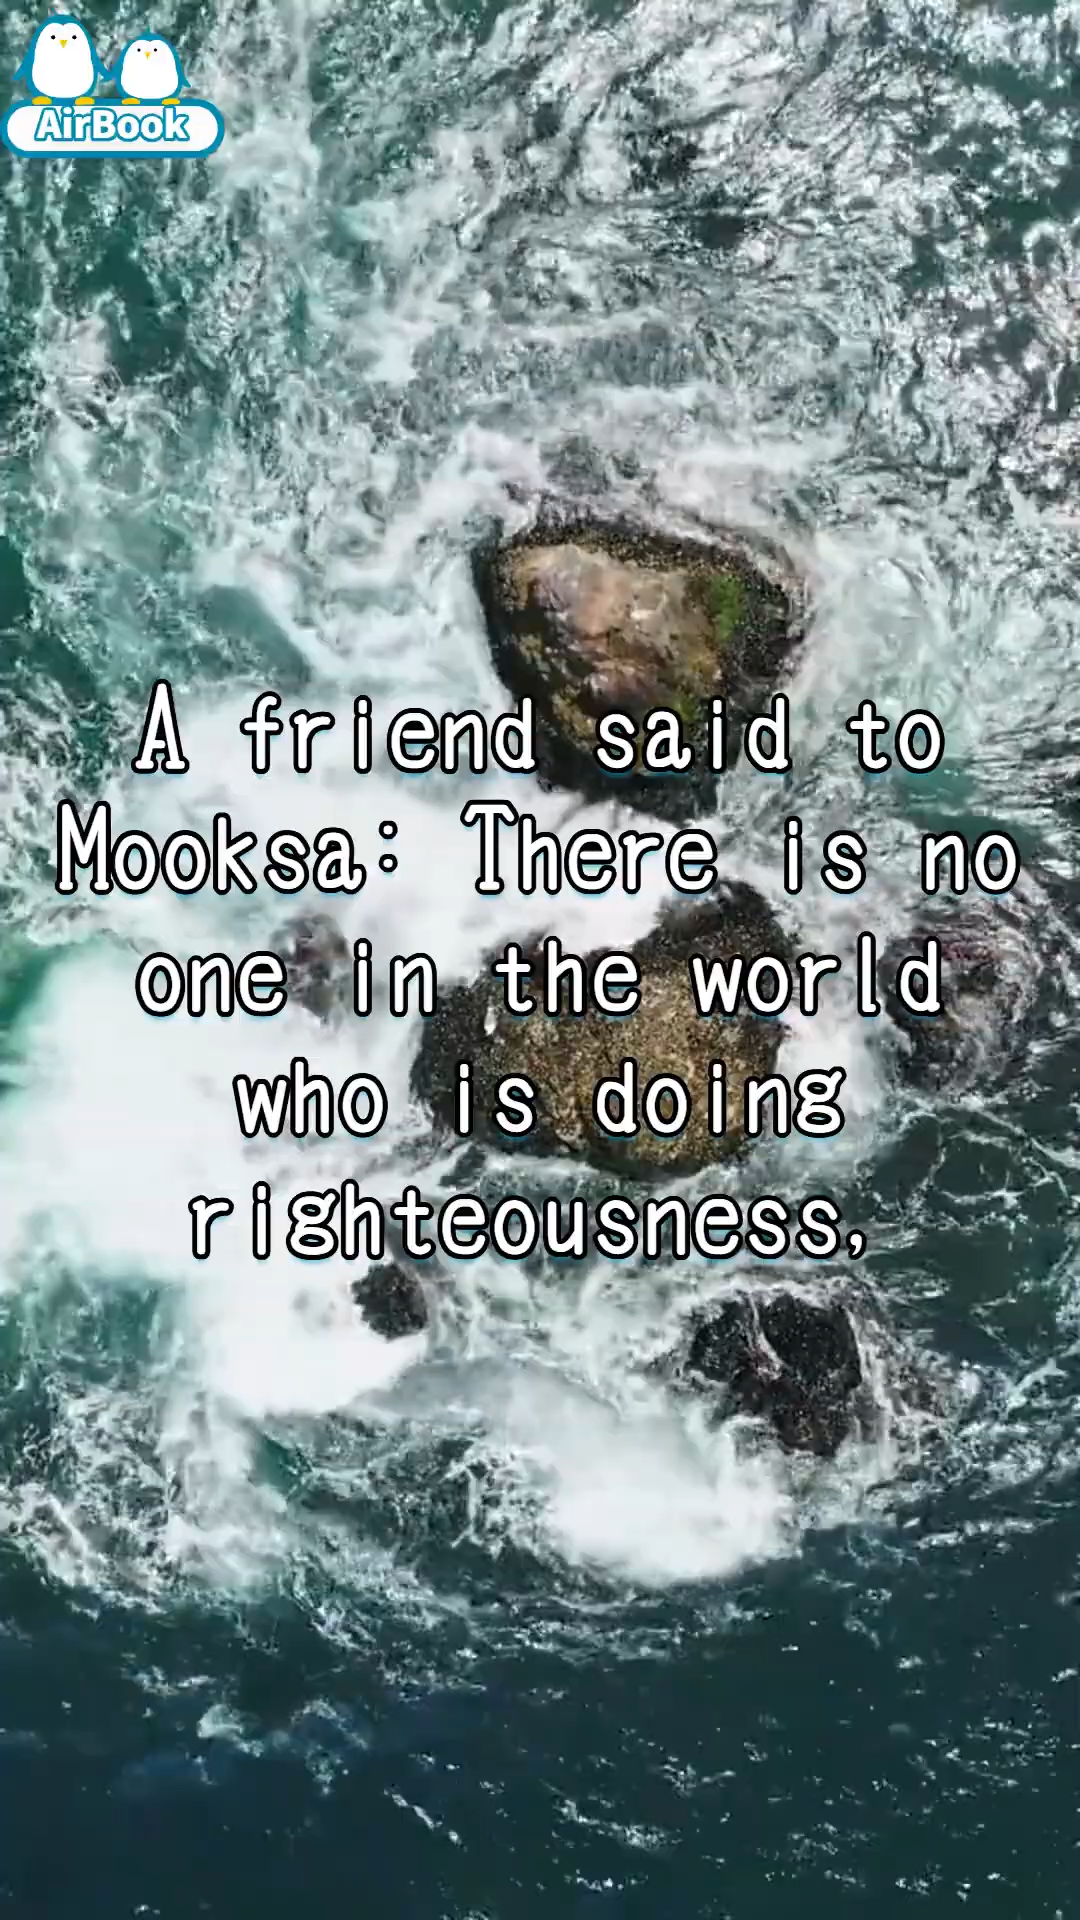 AirBook
A friend said to
Mooksa: There is no
one in the world
who is doing
righteousness,